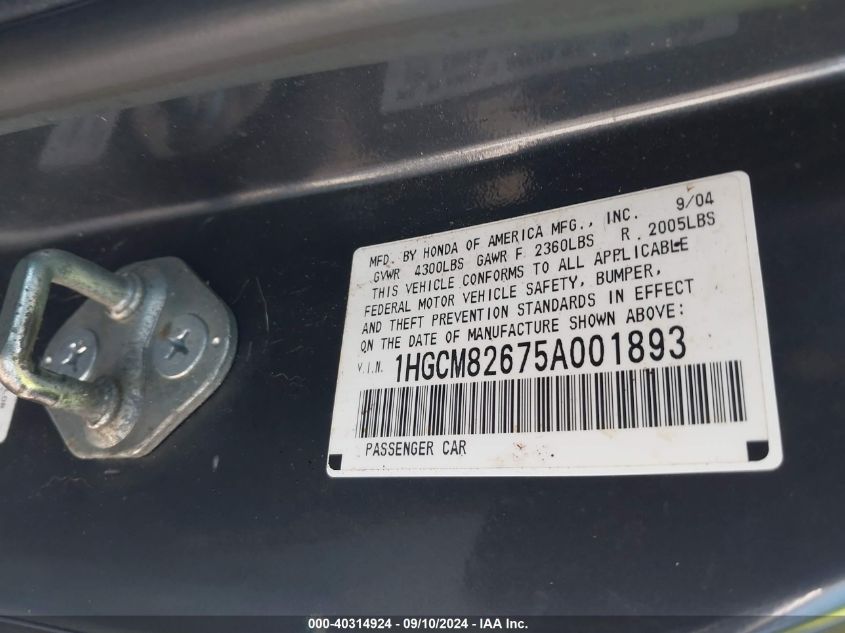 MFD. BY HONDA OF AMERICA MFG., INC. 9/04
GVWR 4300LBS GAWR F 2360LBS R 2005LBS
THIS VEHICLE CONFORMS TO ALL APPLICABLE
FEDERAL MOTOR VEHICLE SAFETY, BUMPER,
AND THEFT PREVENTION STANDARDS IN EFFECT
ON THE DATE OF MANUFACTURE SHOWN ABOVE:
V.I.N. 1HGCM82675A001893
PASSENGER CAR
000-40314924 - 09/10/2024 - IAA Inc.